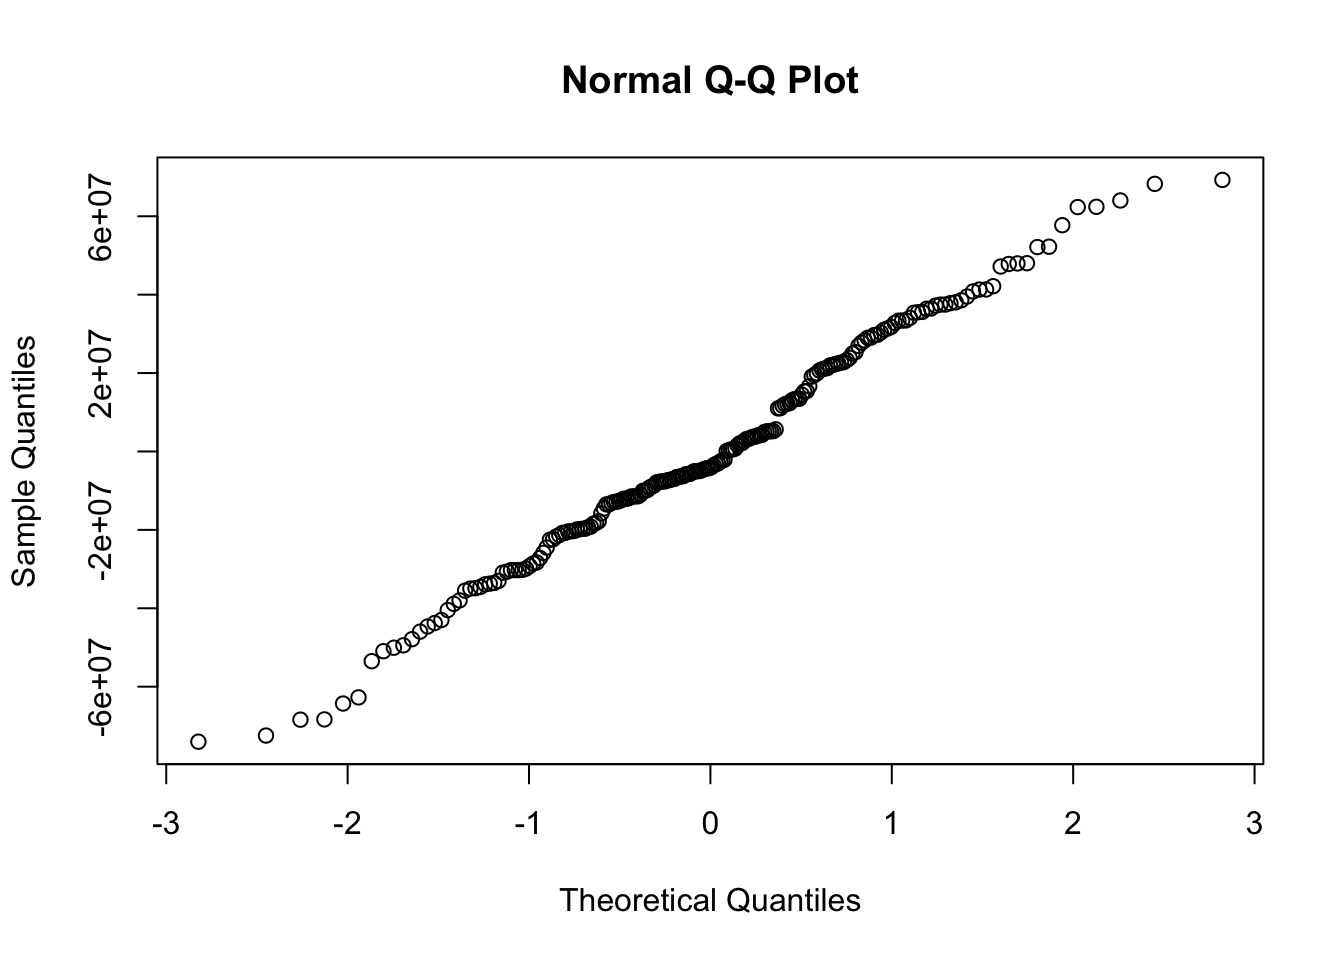 Normal Q-Q Plot
6e+07
2e+07
-2e+07
-6e+07
Sample Quantiles
-3 -2 -1 0 1 2 3
Theoretical Quantiles